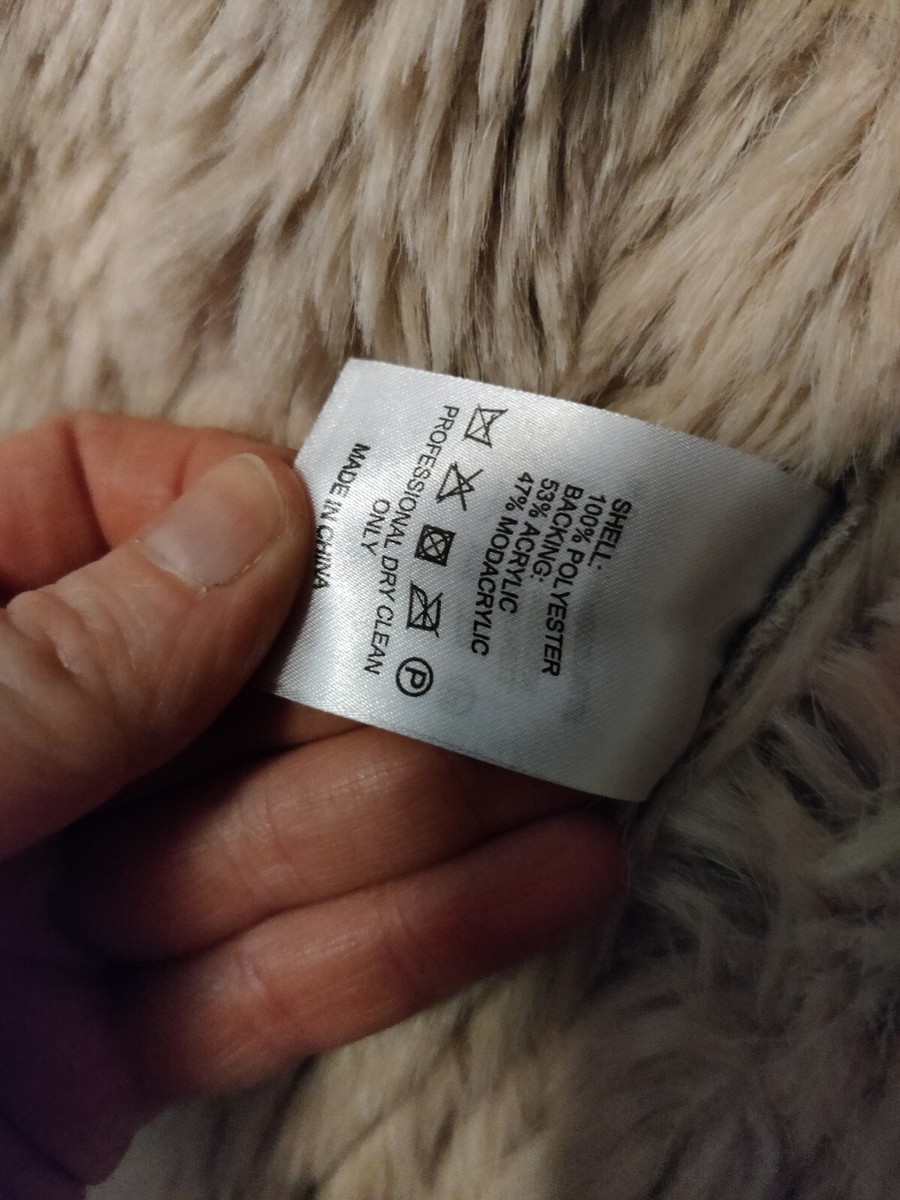 SHELL:
100% POLYESTER
BACKING:
53% ACRYLIC
47% MODACRYLIC
P
PROFESSIONAL DRY CLEAN
ONLY
MADE IN CHINA